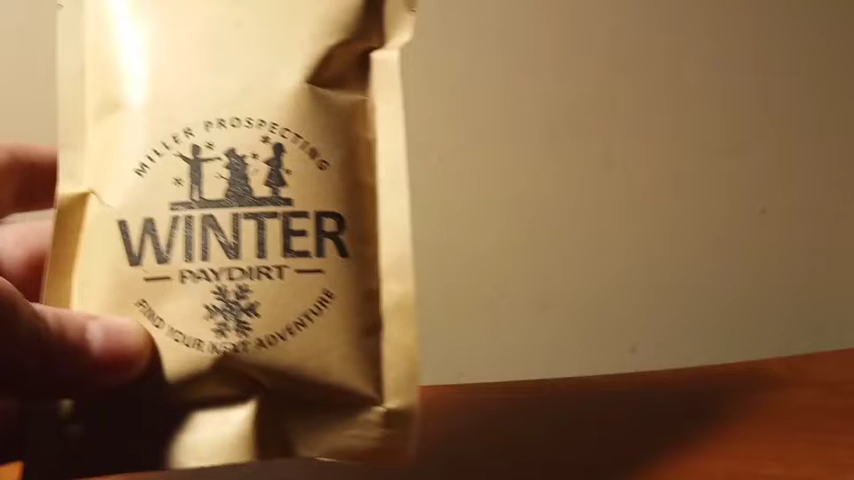 MILLER PROSPECTING
WINTER
PAYDIRT
FIND YOUR NEXT ADVENTURE